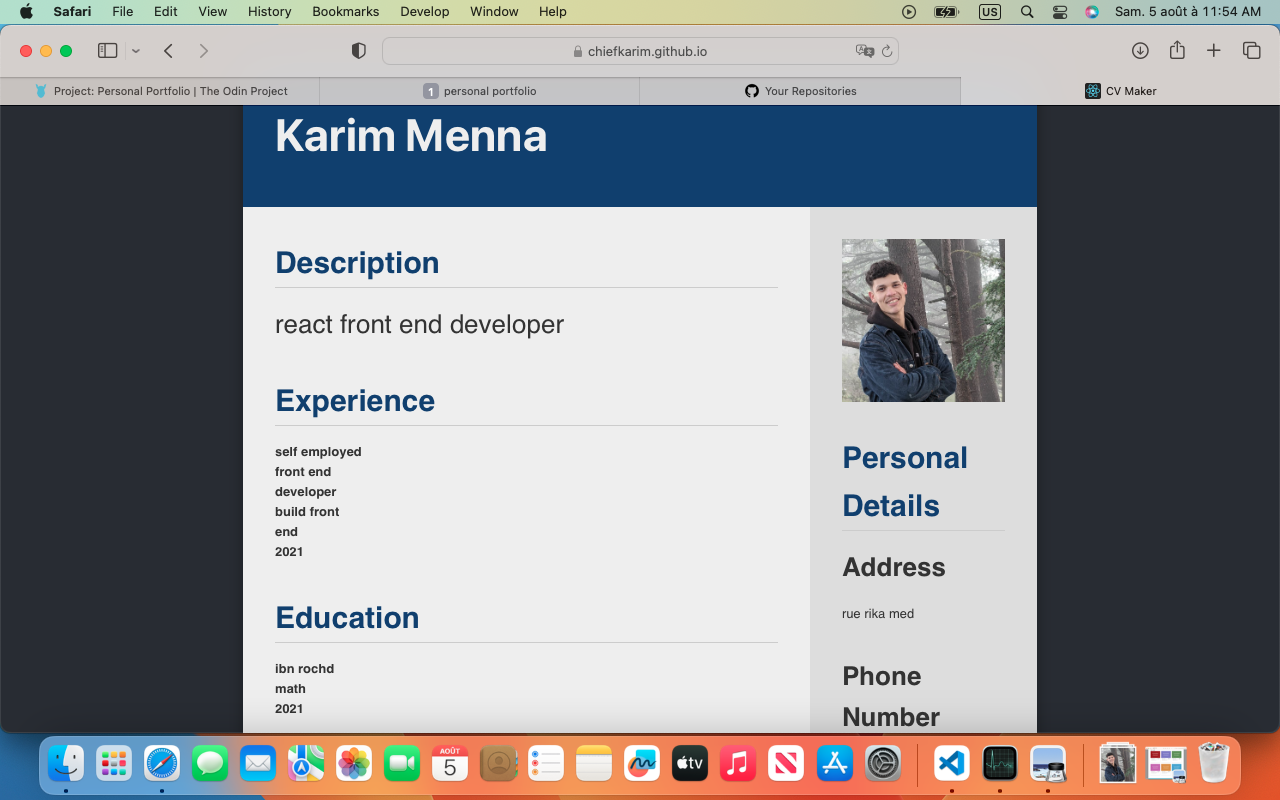 Safari File Edit View History Bookmarks Develop Window Help US Sam. 5 août à 11:54 AM
chiefkarim.github.io
Project: Personal Portfolio | The Odin Project
1 personal portfolio
Your Repositories
CV Maker
Karim Menna
Description
react front end developer
Experience
self employed
front end
developer
build front
end
2021
Education
ibn rochd
math
2021
Personal
Details
Address
rue rika med
Phone
Number
AOÛT
5
tv